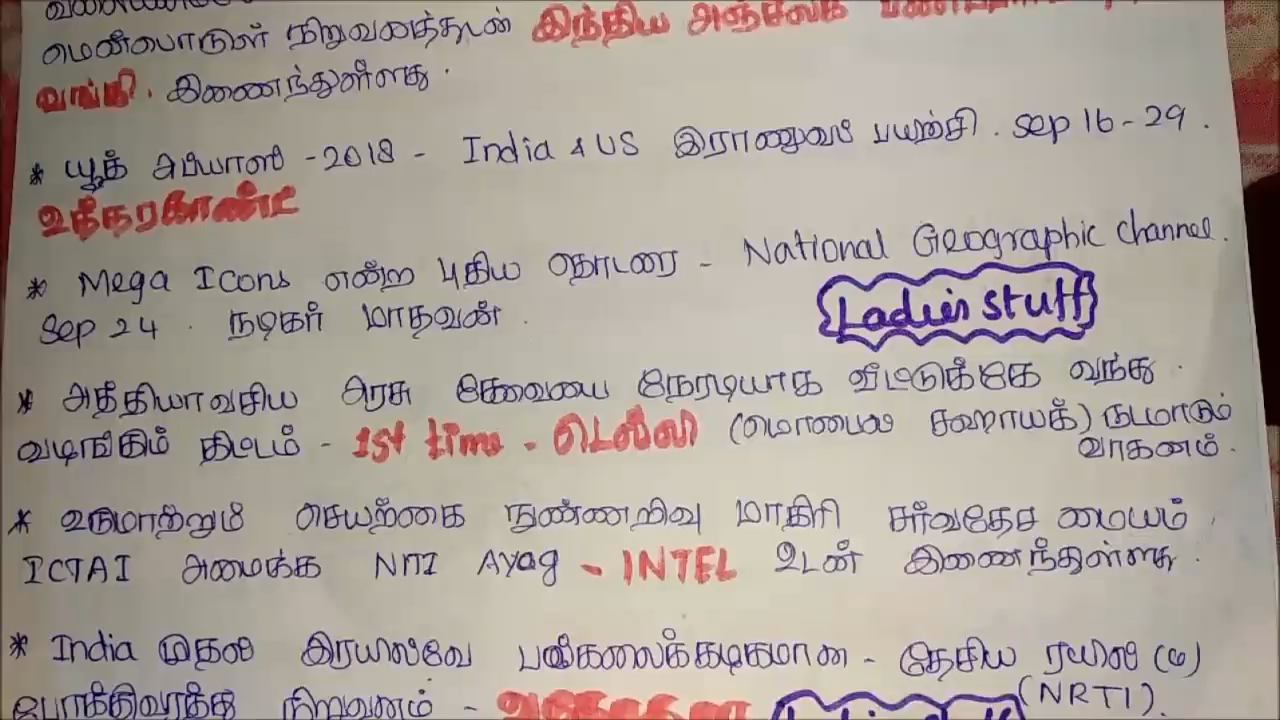 மென்பொருள் நிறுவனத்துடன் இந்திய அஞ்சலக
வங்கி. இணைந்துள்ளது.
* யூத் அப்யாஸ் -2018 - India & US இராணுவப் பயிற்சி. Sep 16-29.
உத்தரகாண்ட்
* Mega Icons என்ற புதிய தொடரை - National Geographic Channel.
Sep 24. நடிகர் மாதவன்.
Ladies stuff
* அத்தியாவசிய அரசு சேவையை நேரடியாக வீட்டுக்கே வந்து
வழங்கும் திட்டம் - 1st time - டெல்லி (மொபைல் சஹாயக்) நடமாடும்
வாகனம்.
* உருமாற்றும் செயற்கை நுண்ணறிவு மாதிரி சர்வதேச மையம்
ICTAI அமைக்க NITI Ayog - INTEL உடன் இணைந்துள்ளது.
* India முதல் இரயில்வே பல்கலைக்கழகமான - தேசிய ரயில் (ம)
போக்குவரத்து நிறுவனம் - வதோதரா (NRTI).